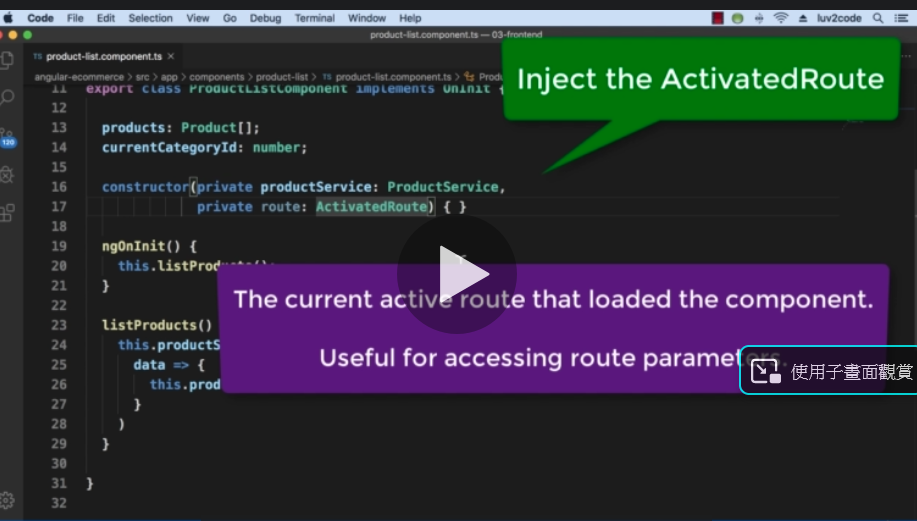 Code File Edit Selection View Go Debug Terminal Window Help luv2code
product-list.component.ts — 03-frontend
TS product-list.component.ts ×
angular-ecommerce > src > app > components > product-list > TS product-list.component.ts > Produ
Inject the ActivatedRoute
11 export class ProductListComponent implements OnInit {
12
13 products: Product[];
14 currentCategoryId: number;
15
16 constructor(private productService: ProductService,
17 private route: ActivatedRoute) { }
18
19 ngOnInit() {
20 this.listProducts();
21 }
22
The current active route that loaded the component.
Useful for accessing route parameters.
23 listProducts()
24 this.productS
25 data => {
26 this.prod
27 }
28 )
29 }
30
31 }
32
120
使用子畫面觀賞